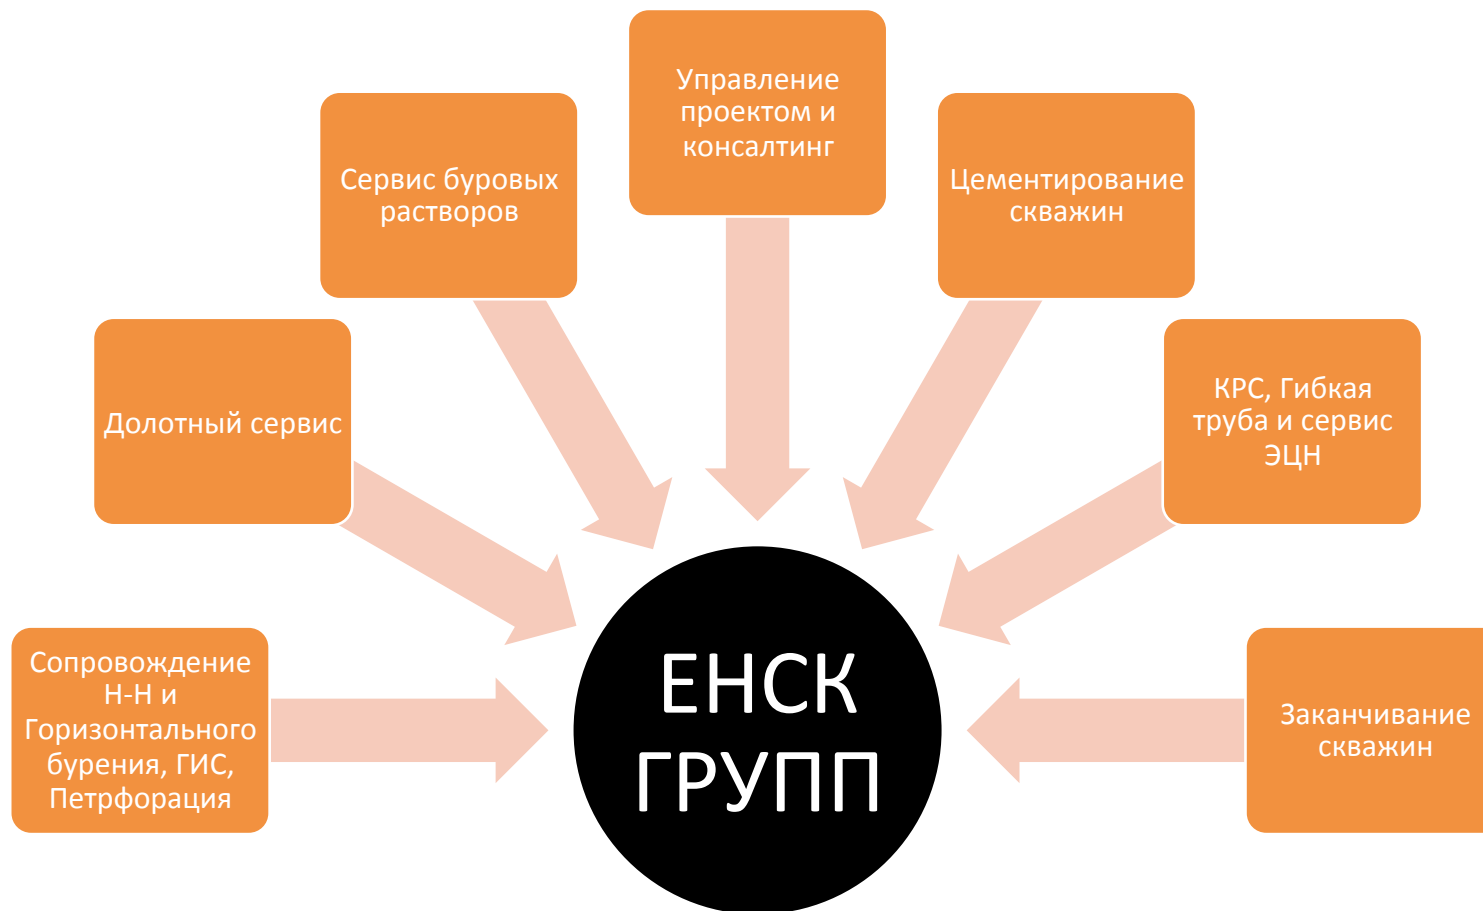 Управление
проектом и
консалтинг
Сервис буровых
растворов
Цементирование
скважин
Долотный сервис
КРС, Гибкая
труба и сервис
ЭЦН
Сопровождение
Н-Н и
Горизонтального
бурения, ГИС,
Петрфорация
ЕНСК
ГРУПП
Заканчивание
скважин